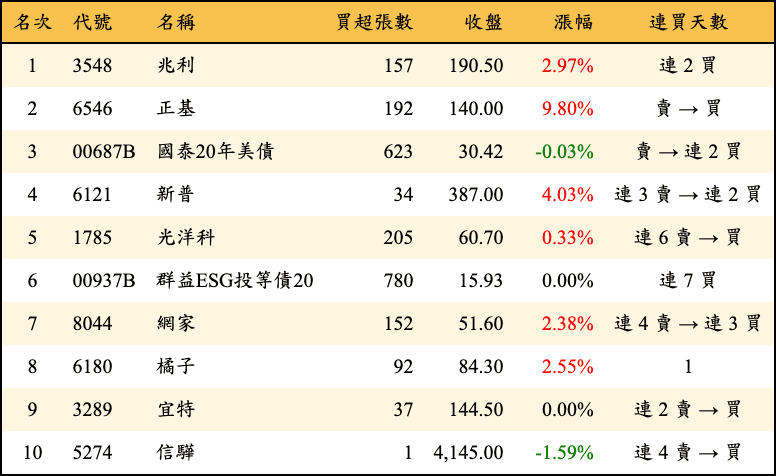 名次 代號 名稱 買超張數 收盤 漲幅 連買天數
1 3548 兆利 157 190.50 2.97% 連 2 買
2 6546 正基 192 140.00 9.80% 賣 → 買
3 00687B 國泰20年美債 623 30.42 -0.03% 賣 → 連 2 買
4 6121 新普 34 387.00 4.03% 連 3 賣 → 連 2 買
5 1785 光洋科 205 60.70 0.33% 連 6 賣 → 買
6 00937B 群益ESG投等債20 780 15.93 0.00% 連 7 買
7 8044 網家 152 51.60 2.38% 連 4 賣 → 連 3 買
8 6180 橘子 92 84.30 2.55% 1
9 3289 宜特 37 144.50 0.00% 連 2 賣 → 買
10 5274 信驊 1 4,145.00 -1.59% 連 4 賣 → 買